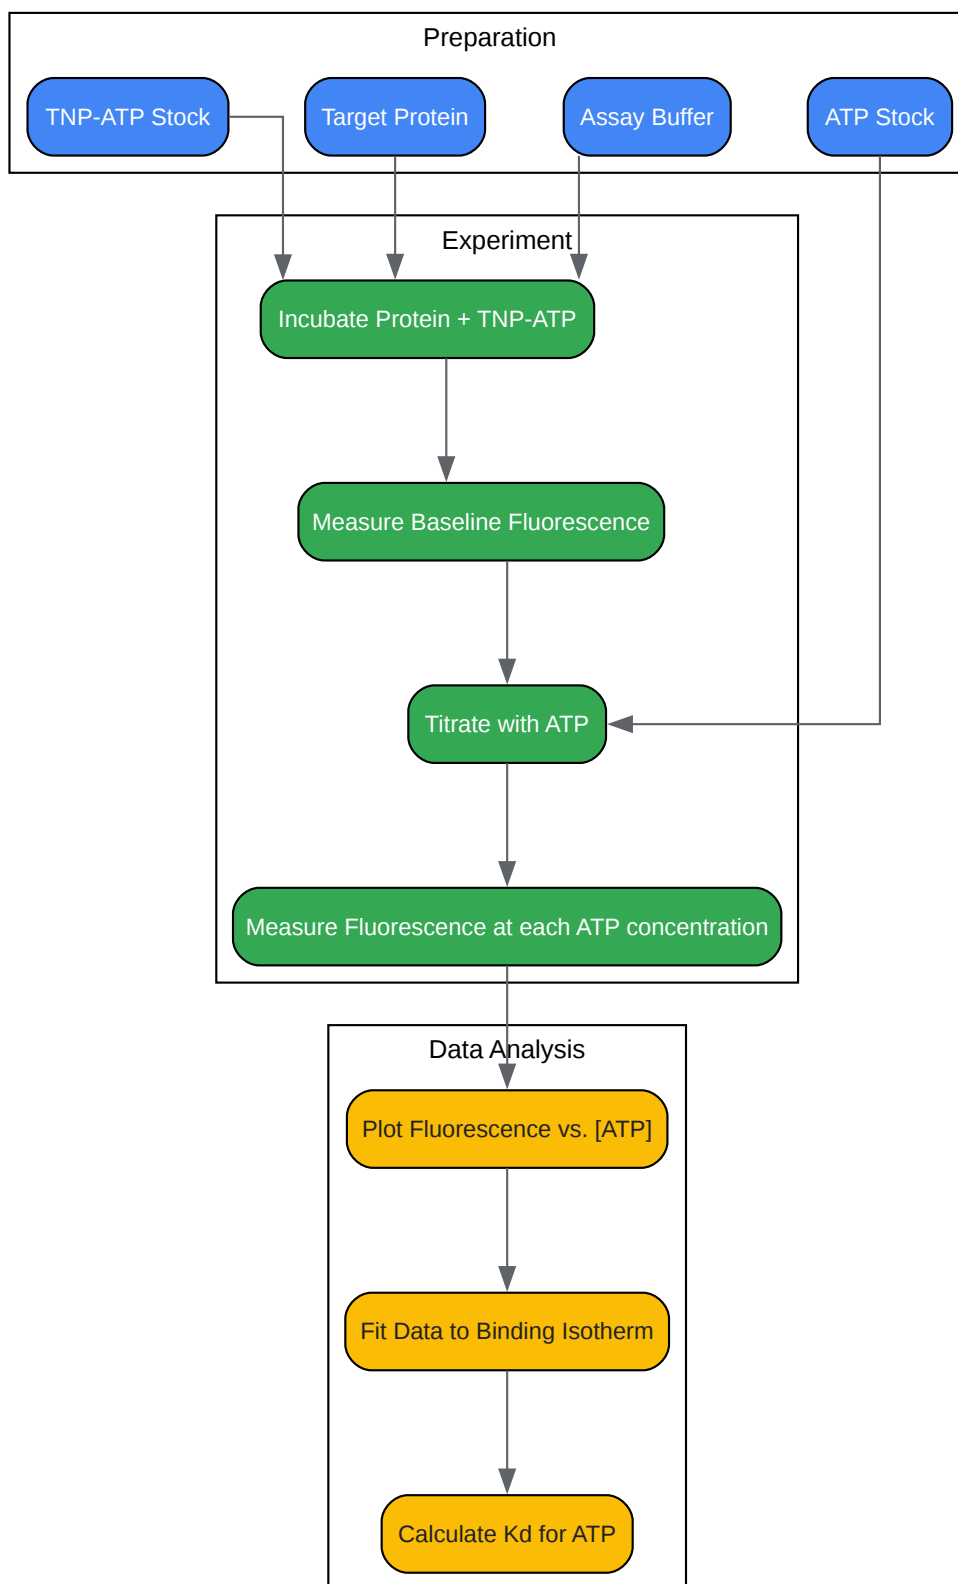 Preparation
TNP-ATP Stock
Target Protein
Assay Buffer
ATP Stock
Experiment
Incubate Protein + TNP-ATP
Measure Baseline Fluorescence
Titrate with ATP
Measure Fluorescence at each ATP concentration
Data Analysis
Plot Fluorescence vs. [ATP]
Fit Data to Binding Isotherm
Calculate Kd for ATP